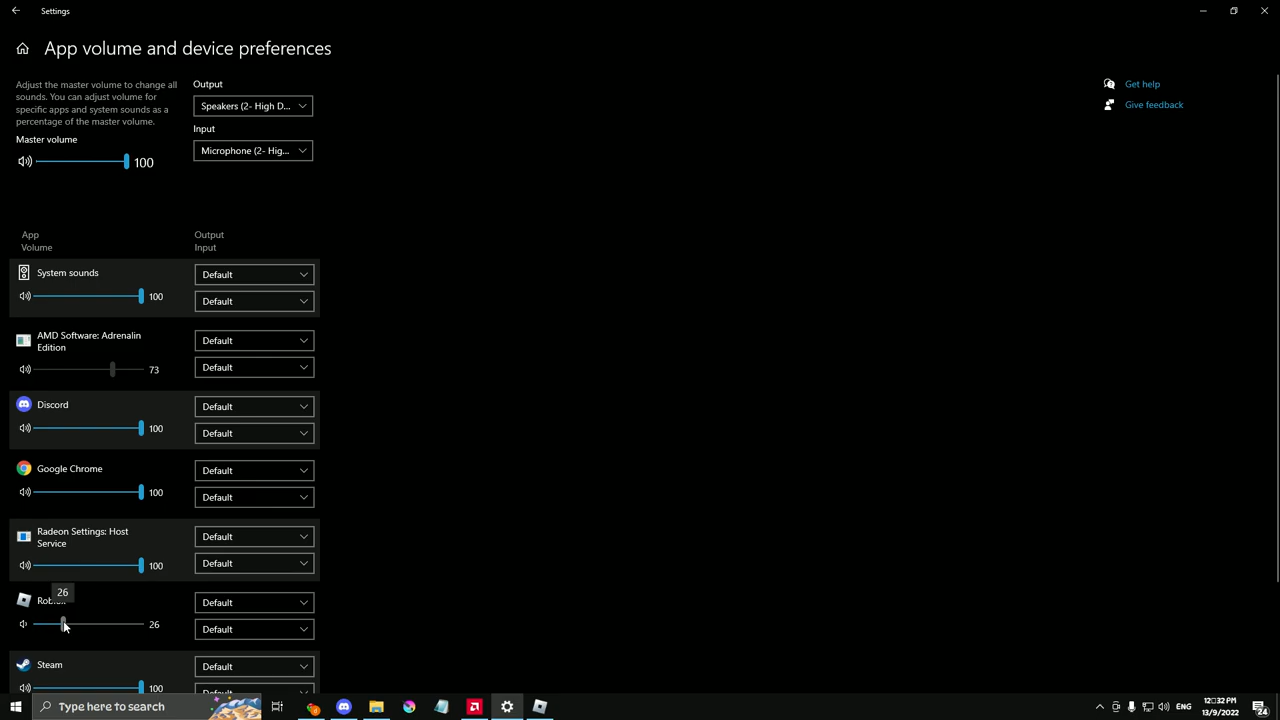 Settings
App volume and device preferences
Adjust the master volume to change all
sounds. You can adjust volume for
specific apps and system sounds as a
percentage of the master volume.
Master volume
100
Output
Speakers (2- High D...
Input
Microphone (2- Hig...
Get help
Give feedback
App
Volume
Output
Input
System sounds
100
Default
Default
AMD Software: Adrenalin
Edition
73
Default
Default
Discord
100
Default
Default
Google Chrome
100
Default
Default
Radeon Settings: Host
Service
100
Default
Default
26
26
Default
Default
Steam
100
Default
Default
Type here to search
ENG
12:32 PM
13/9/2022
24